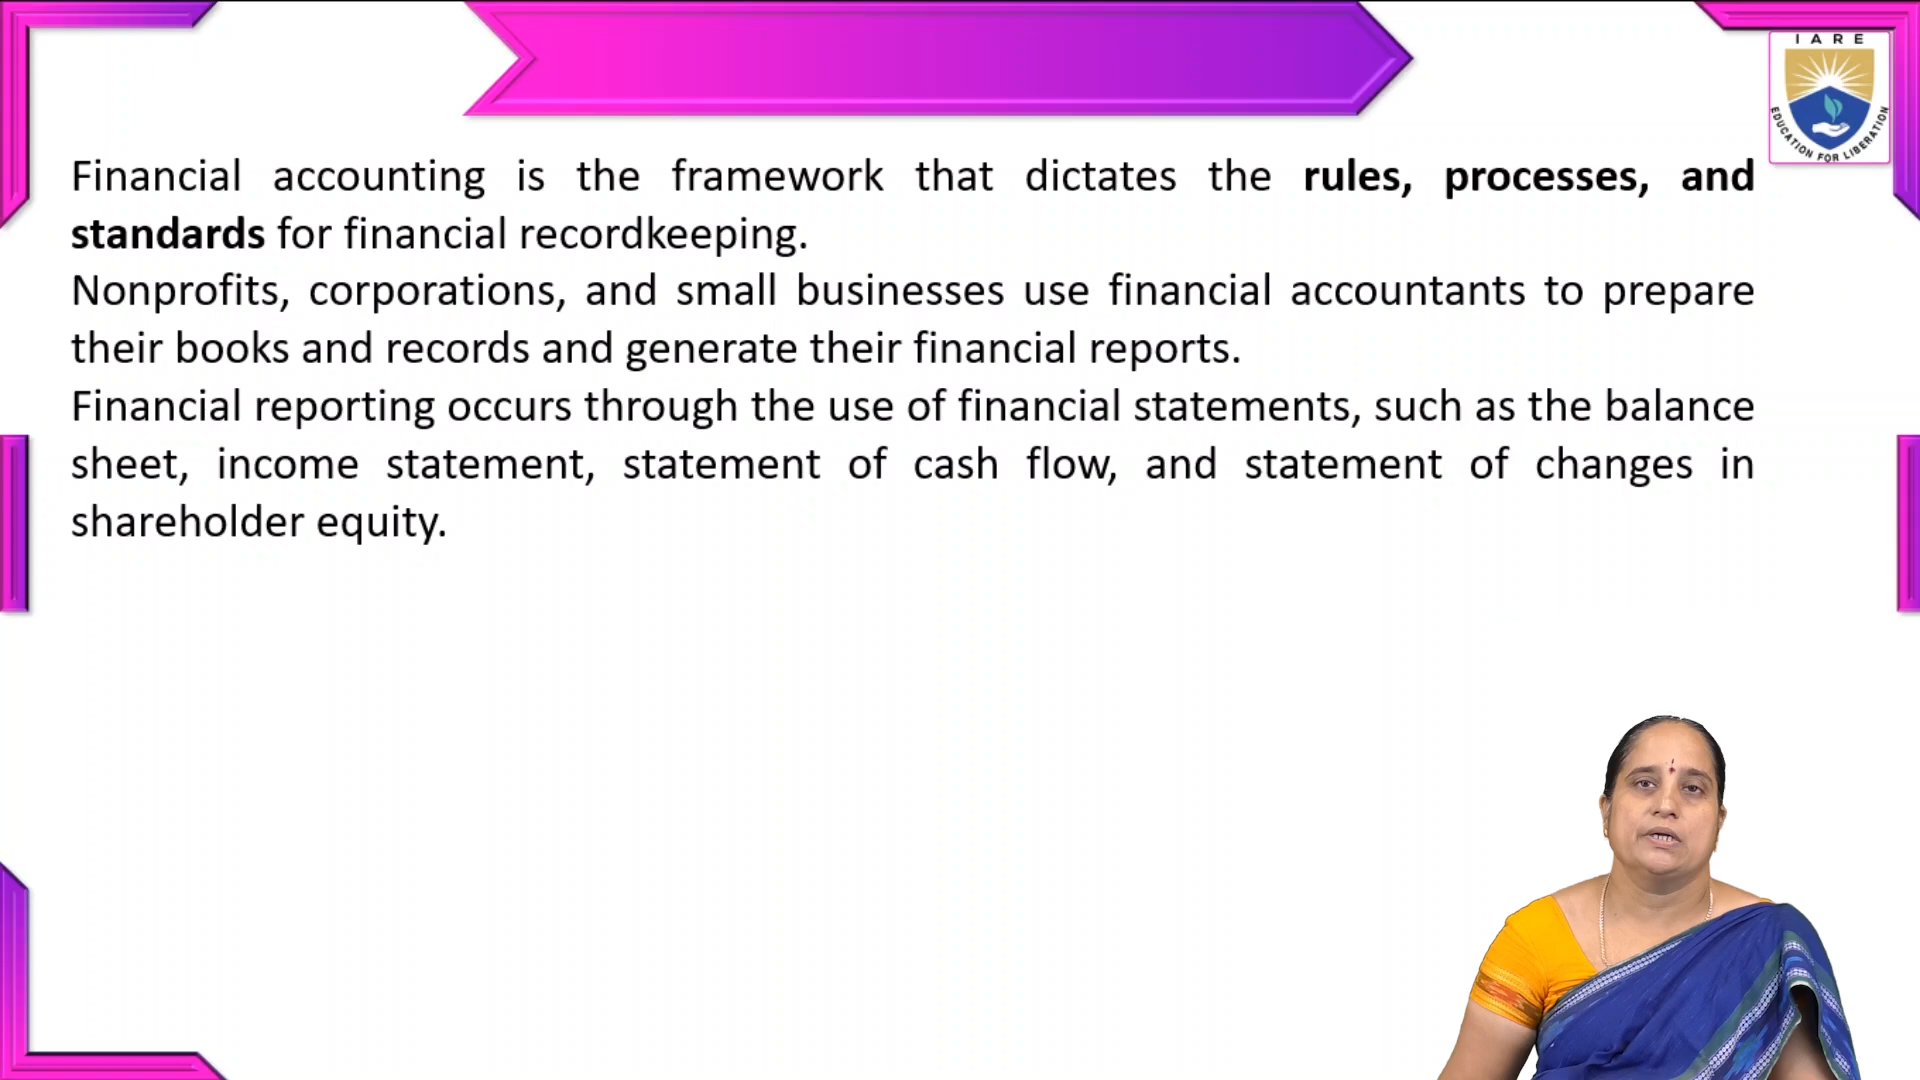 IARE
EDUCATION FOR LIBERATION
Financial accounting is the framework that dictates the rules, processes, and
standards for financial recordkeeping.
Nonprofits, corporations, and small businesses use financial accountants to prepare
their books and records and generate their financial reports.
Financial reporting occurs through the use of financial statements, such as the balance
sheet, income statement, statement of cash flow, and statement of changes in
shareholder equity.